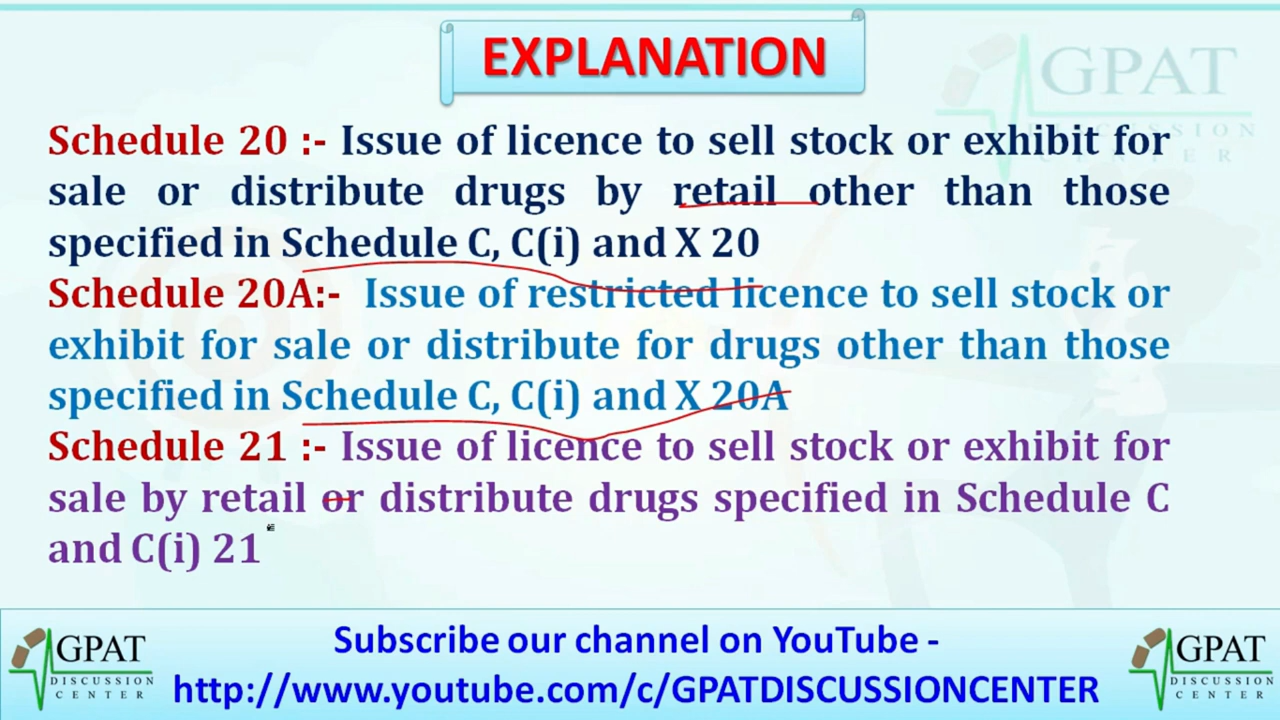 EXPLANATION
GPAT
DISCUSSION
CENTER
Schedule 20 :- Issue of licence to sell stock or exhibit for
sale or distribute drugs by retail other than those
specified in Schedule C, C(i) and X 20
Schedule 20A:- Issue of restricted licence to sell stock or
exhibit for sale or distribute for drugs other than those
specified in Schedule C, C(i) and X 20A
Schedule 21 :- Issue of licence to sell stock or exhibit for
sale by retail or distribute drugs specified in Schedule C
and C(i) 21
GPAT
DISCUSSION
CENTER
Subscribe our channel on YouTube -
http://www.youtube.com/c/GPATDISCUSSIONCENTER
GPAT
DISCUSSION
CENTER